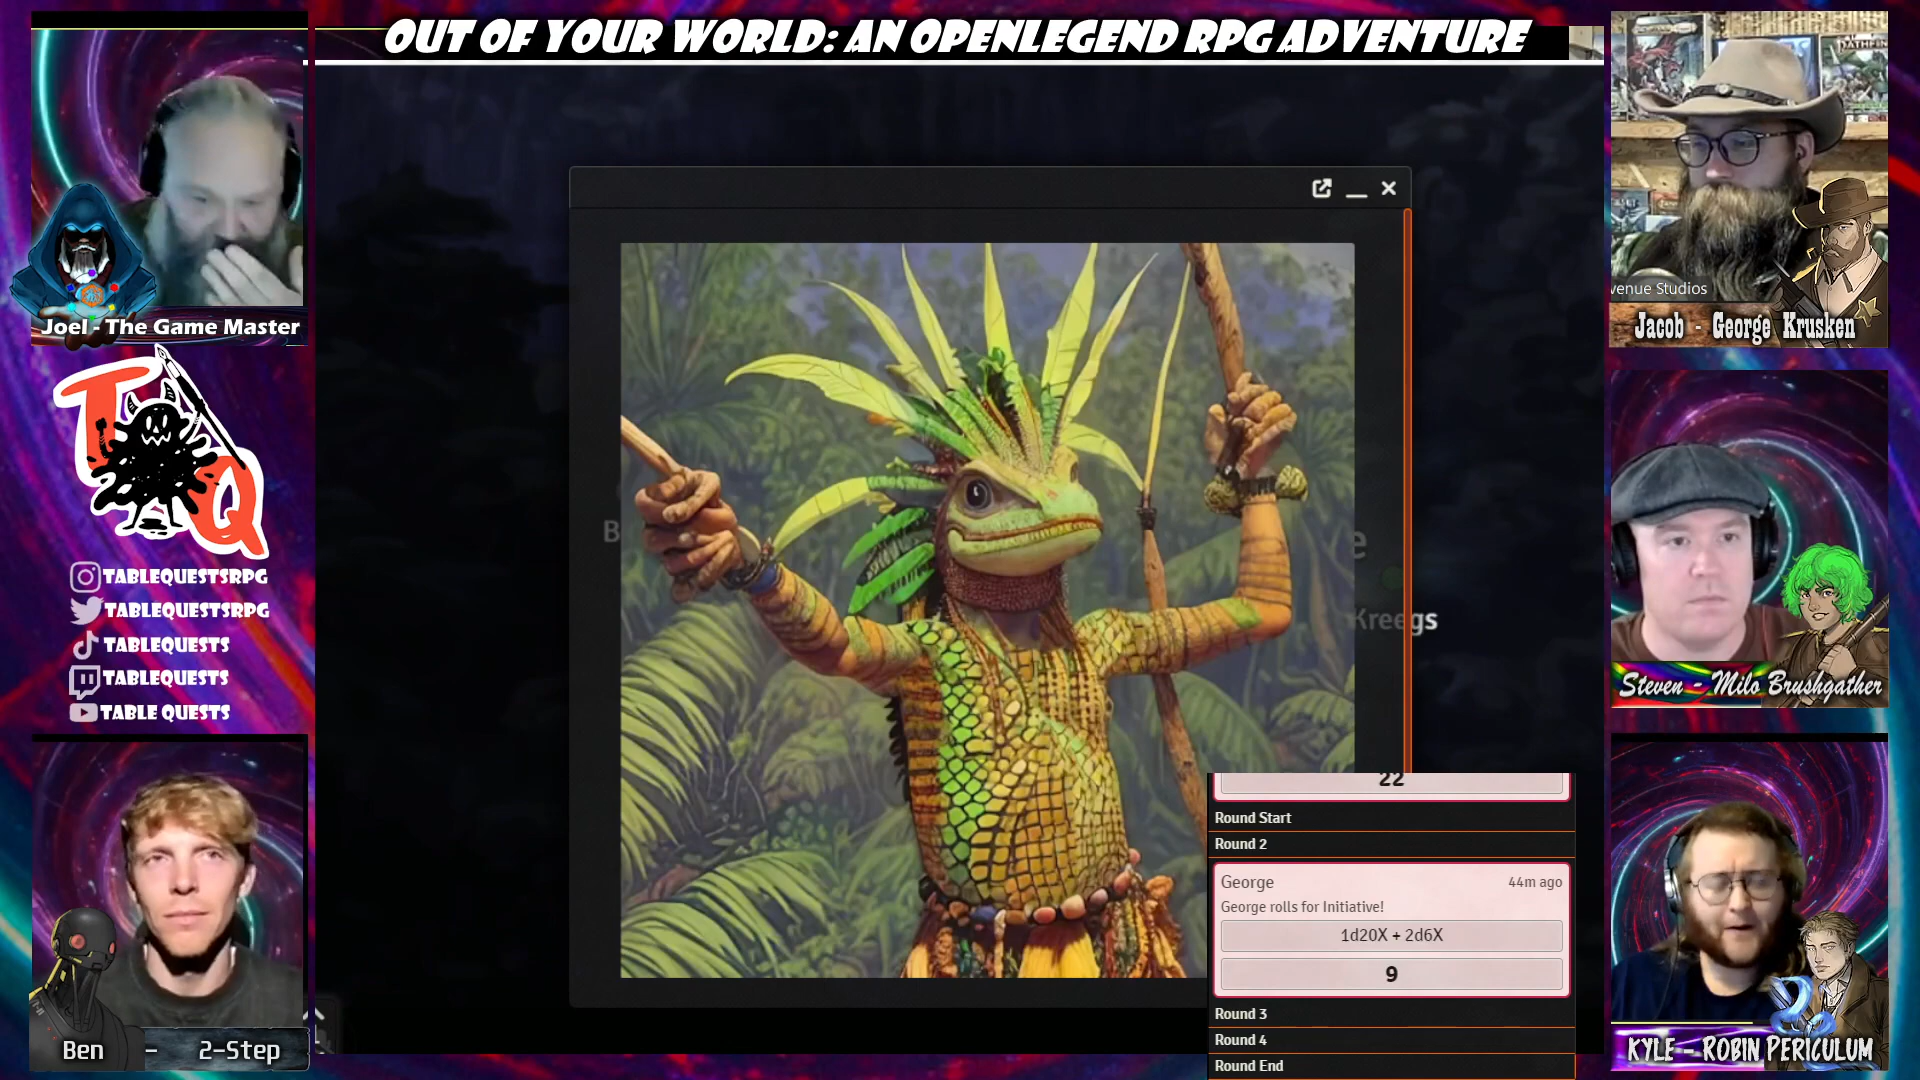 OUT OF YOUR WORLD: AN OPENLEGEND RPG ADVENTURE
Joel - The Game Master
TQ
TABLEQUESTSRPG
TABLEQUESTSRPG
TABLEQUESTS
TABLEQUESTS
TABLE QUESTS
Ben - 2-Step
Kreegs
22
Round Start
Round 2
George 44m ago
George rolls for Initiative!
1d20X + 2d6X
9
Round 3
Round 4
Round End
PATHFIN
venue Studios
Jacob - George Krusken
Steven - Milo Brushgather
KYLE - ROBIN PERICULUM